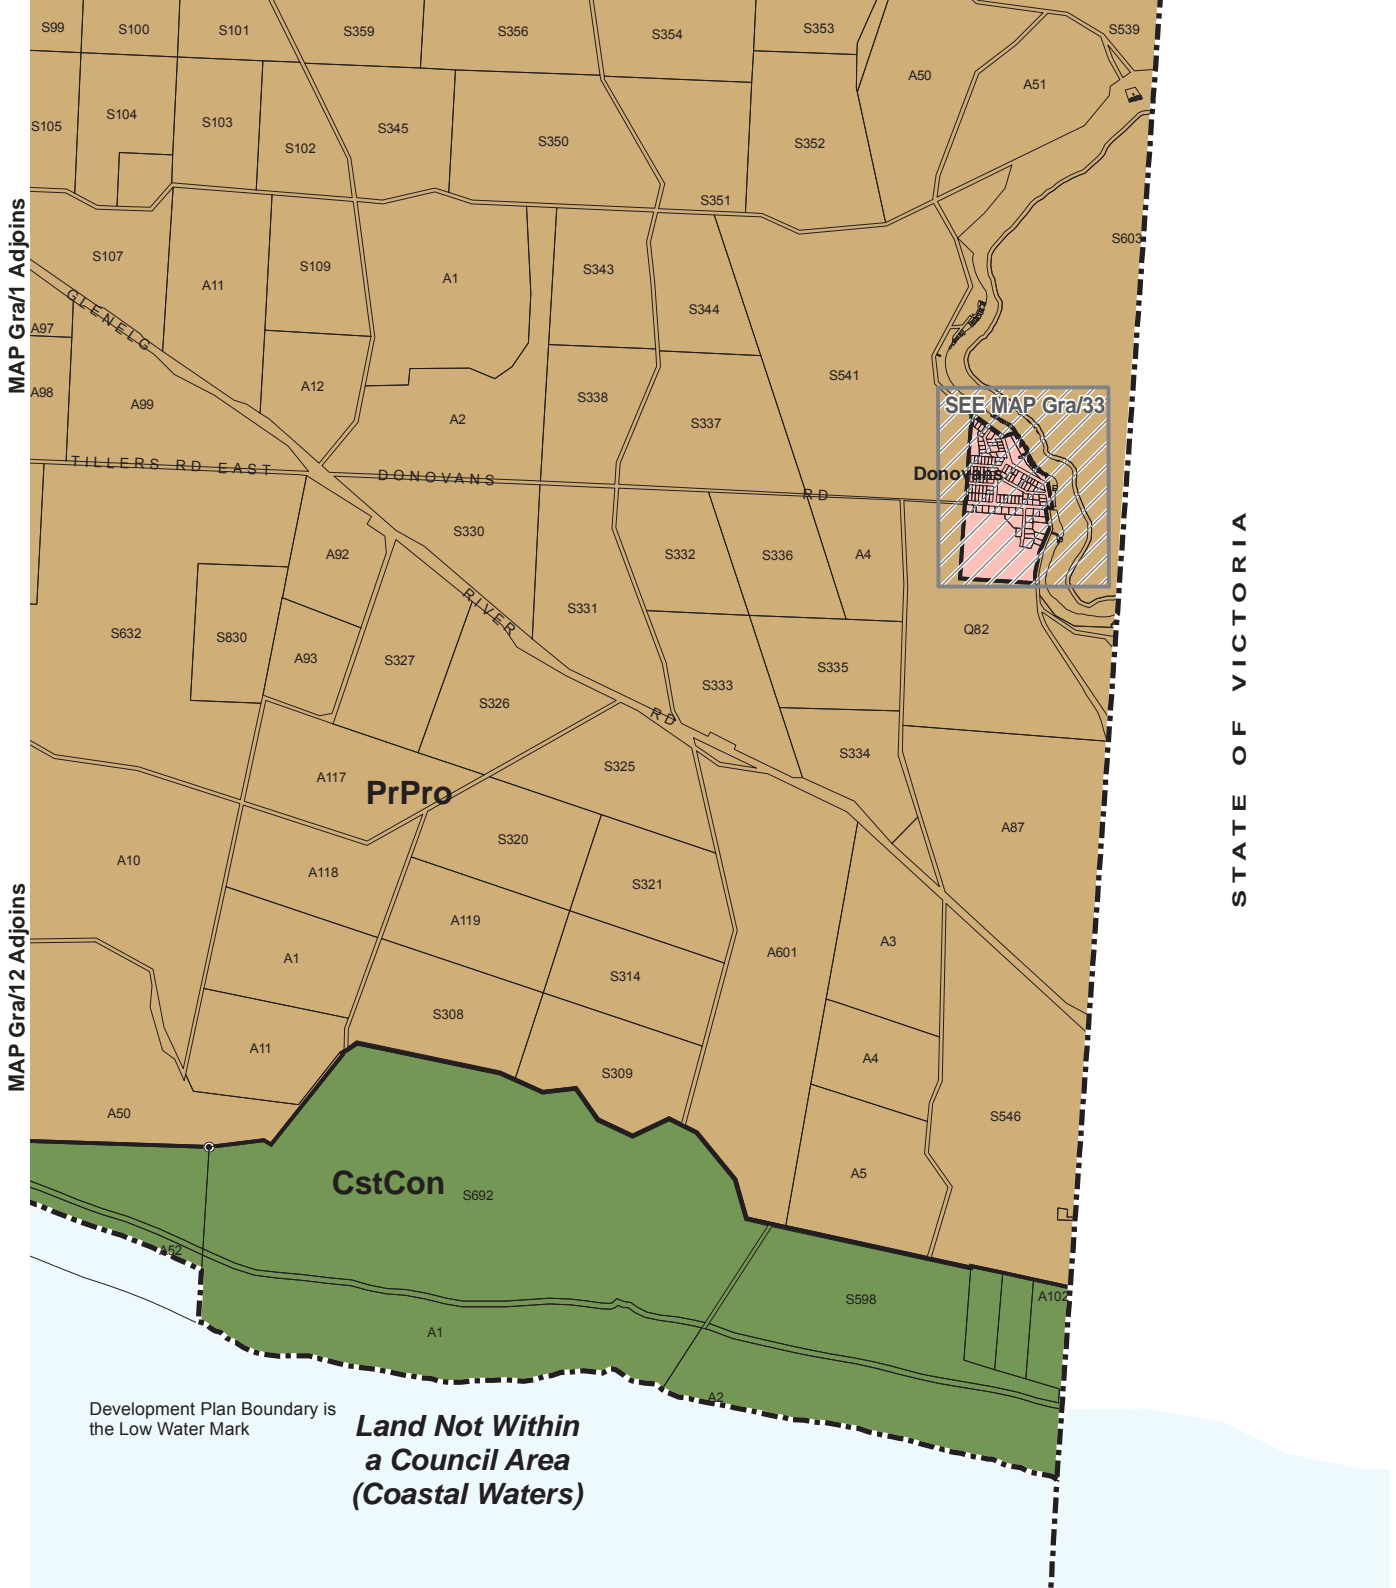 S99
S100
S101
S359
S356
S354
S353
S539
A50
A51
S105
S104
S103
S102
S345
S350
S352
S351
MAP Gra/1 Adjoins
S107
A11
S109
A1
S343
S344
S603
GLENELG
A97
A98
A99
A12
A2
S338
S337
S541
SEE MAP Gra/33
Donovans
TILLERS RD EAST
DONOVANS
RD
S330
A92
S332
S336
A4
S331
RIVER
S632
S830
A93
S327
S326
S333
S335
Q82
RD
S334
STATE OF VICTORIA
A117
PrPro
S325
A10
A118
S320
S321
A87
A119
A601
A3
A1
S314
S308
A11
S309
A4
MAP Gra/12 Adjoins
A50
S546
CstCon
S692
A5
A52
S598
A102
A1
A2
Development Plan Boundary is
the Low Water Mark
Land Not Within
a Council Area
(Coastal Waters)